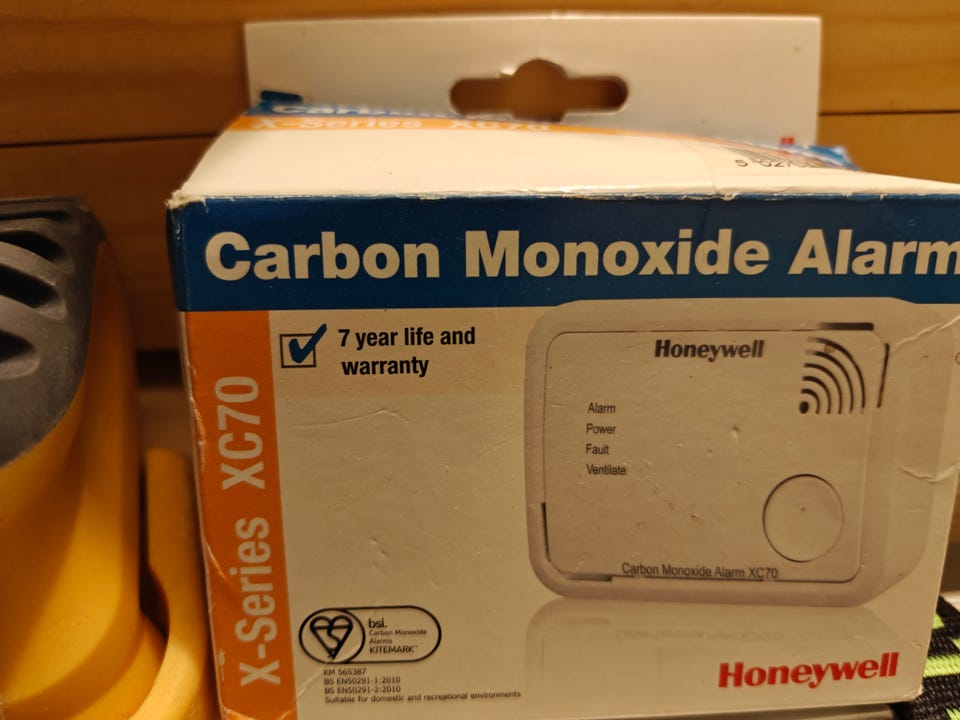 X-Series XC70
Carbon Monoxide Alarm
7 year life and
warranty
X-Series XC70
Honeywell
Alarm
Power
Fault
Ventilate
Carbon Monoxide Alarm XC70
bsi.
Carbon Monoxide
Alarms
KITEMARK™
KM 565387
BS EN50291-1:2010
BS EN50291-2:2010
Suitable for domestic and recreational environments
Honeywell